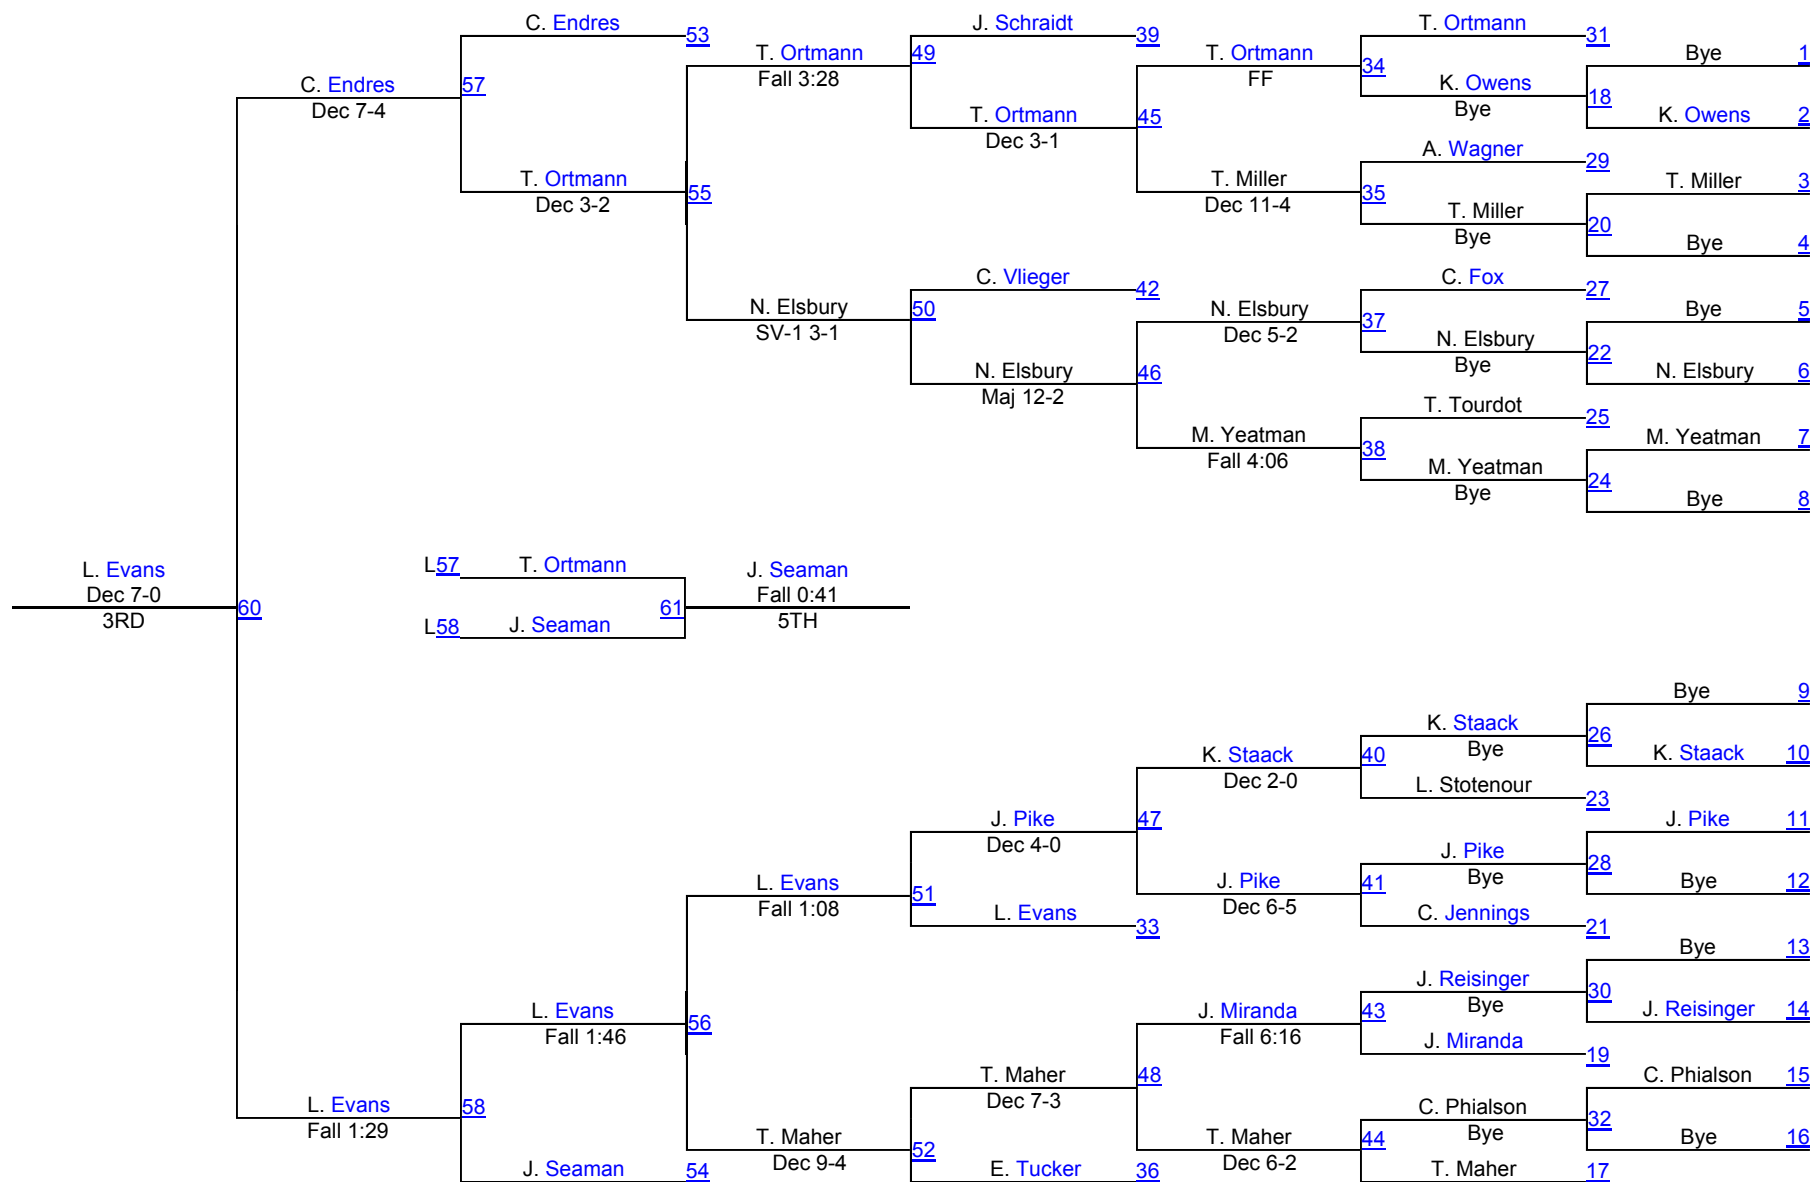 C. Endres
53
C. Endres
Dec 7-4
57
T. Ortmann
Dec 3-2
55
T. Ortmann
Fall 3:28
49
J. Schraidt
39
T. Ortmann
Dec 3-1
45
T. Ortmann
FF
34
T. Ortmann
31
K. Owens
Bye
18
Bye
1
K. Owens
2
T. Miller
Dec 11-4
35
A. Wagner
29
T. Miller
Bye
20
T. Miller
3
Bye
4
N. Elsbury
SV-1 3-1
50
C. Vlieger
42
N. Elsbury
Maj 12-2
46
N. Elsbury
Dec 5-2
37
C. Fox
27
N. Elsbury
Bye
22
Bye
5
N. Elsbury
6
M. Yeatman
Fall 4:06
38
T. Tourdot
25
M. Yeatman
Bye
24
M. Yeatman
7
Bye
8
L. Evans
Dec 7-0
3RD
60
L57
T. Ortmann
L58
J. Seaman
61
J. Seaman
Fall 0:41
5TH
L. Evans
Fall 1:29
58
L. Evans
Fall 1:46
56
L. Evans
Fall 1:08
51
J. Pike
Dec 4-0
47
K. Staack
Dec 2-0
40
K. Staack
Bye
26
Bye
9
K. Staack
10
L. Stotenour
23
J. Pike
Dec 6-5
41
J. Pike
Bye
28
J. Pike
11
Bye
12
C. Jennings
21
L. Evans
33
T. Maher
Dec 9-4
52
T. Maher
Dec 7-3
48
J. Miranda
Fall 6:16
43
J. Reisinger
Bye
30
Bye
13
J. Reisinger
14
J. Miranda
19
T. Maher
Dec 6-2
44
C. Phialson
Bye
32
C. Phialson
15
Bye
16
T. Maher
17
E. Tucker
36
J. Seaman
54